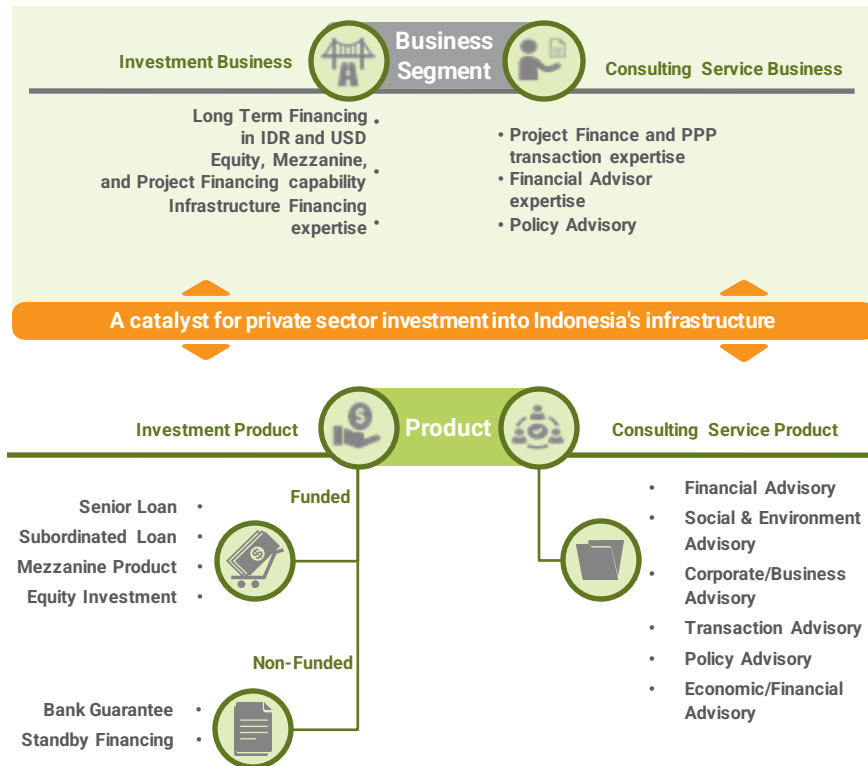 Business
Segment
Investment Business
Consulting Service Business
Long Term Financing •
in IDR and USD
Equity, Mezzanine,
and Project Financing capability •
Infrastructure Financing
expertise •
• Project Finance and PPP
transaction expertise
• Financial Advisor
expertise
• Policy Advisory
A catalyst for private sector investment into Indonesia's infrastructure
Investment Product
Product
Consulting Service Product
Funded
Senior Loan •
Subordinated Loan •
Mezzanine Product •
Equity Investment •
Non-Funded
Bank Guarantee •
Standby Financing •
• Financial Advisory
• Social & Environment
Advisory
• Corporate/Business
Advisory
• Transaction Advisory
• Policy Advisory
• Economic/Financial
Advisory